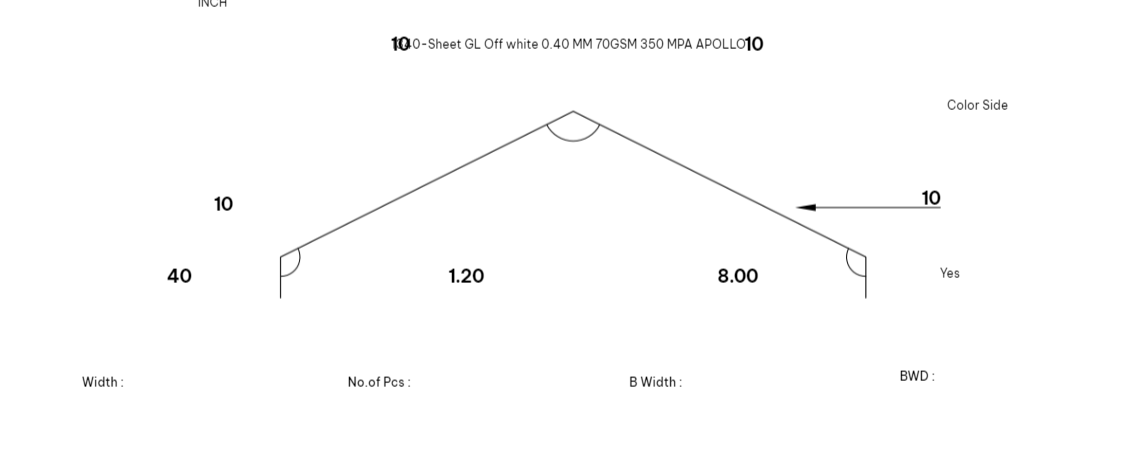 INCH
10 0-Sheet GL Off white 0.40 MM 70GSM 350 MPA APOLLO 10
Color Side
10
10
40
1.20
8.00
Yes
Width :
No.of Pcs :
B Width :
BWD :